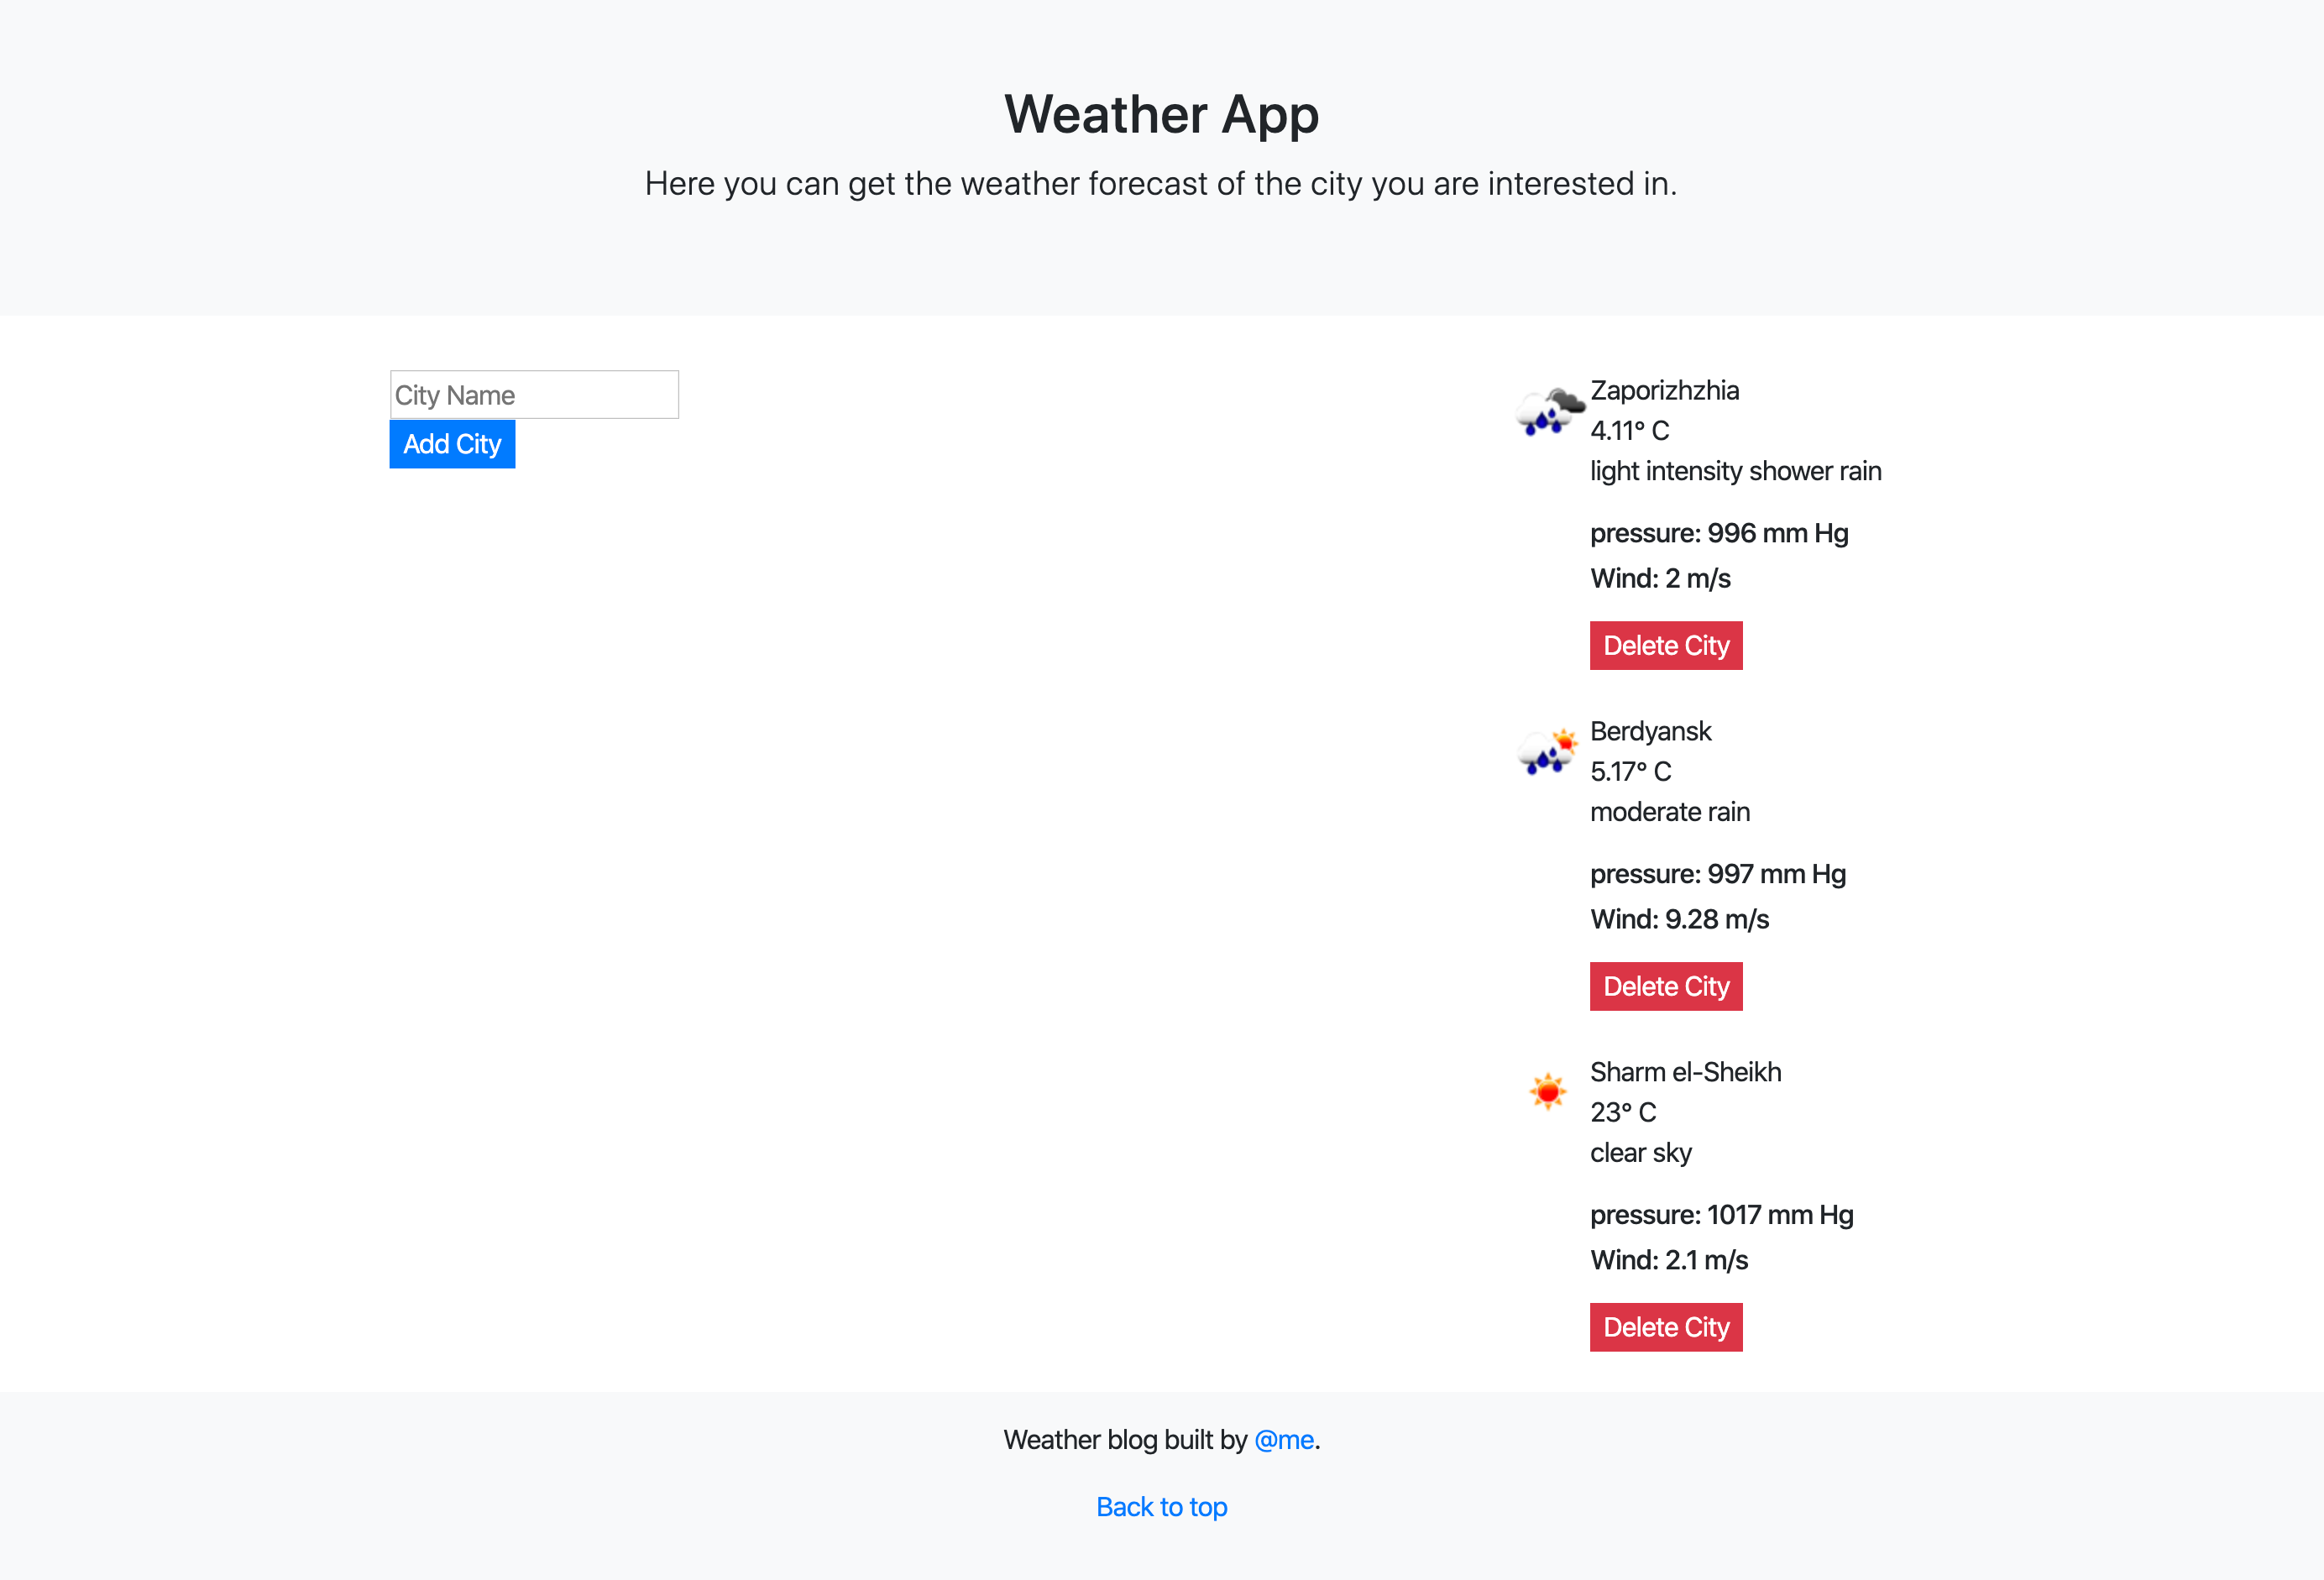 Weather App
Here you can get the weather forecast of the city you are interested in.
City Name
Add City
Zaporizhzhia
4.11° C
light intensity shower rain
pressure: 996 mm Hg
Wind: 2 m/s
Delete City
Berdyansk
5.17° C
moderate rain
pressure: 997 mm Hg
Wind: 9.28 m/s
Delete City
Sharm el-Sheikh
23° C
clear sky
pressure: 1017 mm Hg
Wind: 2.1 m/s
Delete City
Weather blog built by @me.
Back to top